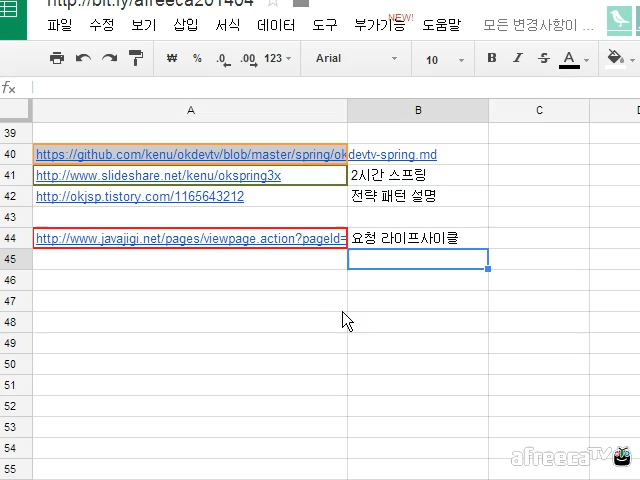 http://bit.ly/afreeca201404
파일 수정 보기 삽입 서식 데이터 도구 부가기능 NEW! 도움말 모든 변경사항이 ...
₩ % .0 .00 123 Arial 10 B I S A
fx
A B C
39
40 https://github.com/kenu/okdevtv/blob/master/spring/okdevtv-spring.md
41 http://www.slideshare.net/kenu/okspring3x 2시간 스프링
42 http://okjsp.tistory.com/1165643212 전략 패턴 설명
43
44 http://www.javajigi.net/pages/viewpage.action?pageId= 요청 라이프사이클
45
46
47
48
49
50
51
52
53
54
55
afreecaTV